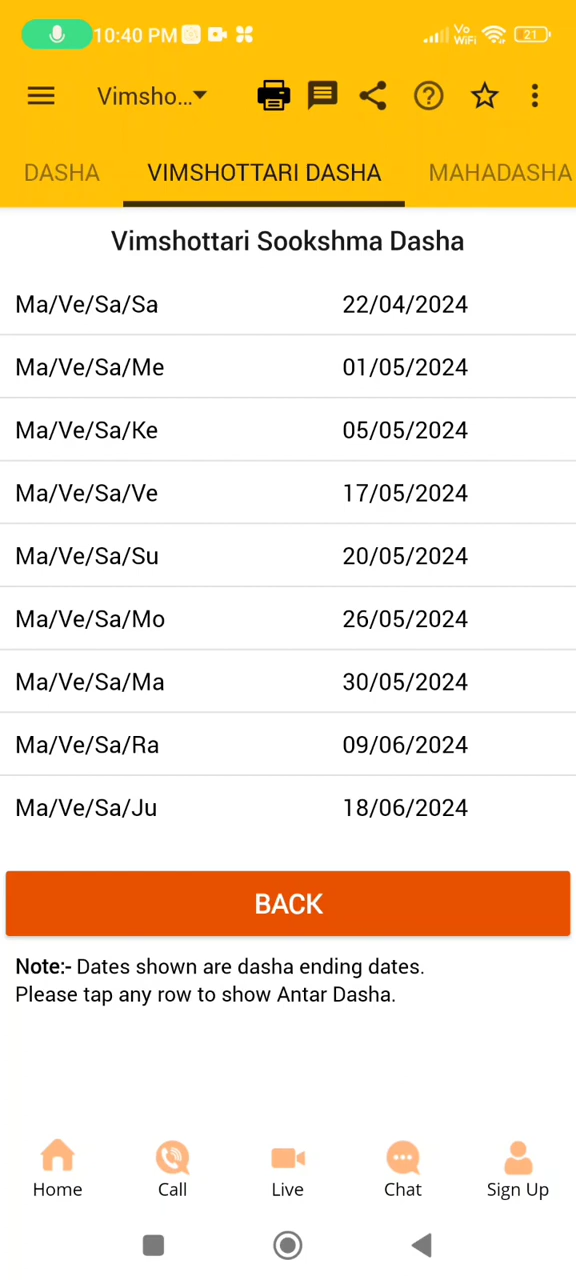 10:40 PM Vo WiFi 21
Vimsho...
DASHA VIMSHOTTARI DASHA MAHADASHA
Vimshottari Sookshma Dasha
Ma/Ve/Sa/Sa 22/04/2024
Ma/Ve/Sa/Me 01/05/2024
Ma/Ve/Sa/Ke 05/05/2024
Ma/Ve/Sa/Ve 17/05/2024
Ma/Ve/Sa/Su 20/05/2024
Ma/Ve/Sa/Mo 26/05/2024
Ma/Ve/Sa/Ma 30/05/2024
Ma/Ve/Sa/Ra 09/06/2024
Ma/Ve/Sa/Ju 18/06/2024
BACK
Note:- Dates shown are dasha ending dates.
Please tap any row to show Antar Dasha.
Home Call Live Chat Sign Up